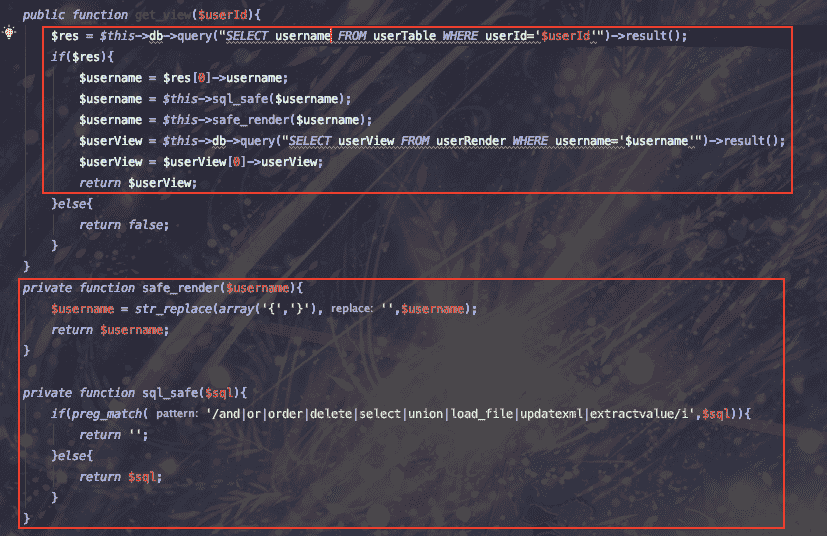 public function get_view($userId){
$res = $this->db->query("SELECT username FROM userTable WHERE userId='$userId'")->result();
if($res){
$username = $res[0]->username;
$username = $this->sql_safe($username);
$username = $this->safe_render($username);
$userView = $this->db->query("SELECT userView FROM userRender WHERE username='$username'")->result();
$userView = $userView[0]->userView;
return $userView;
}else{
return false;
}
}
private function safe_render($username){
$username = str_replace(array('{','}'), replace: '',$username);
return $username;
}
private function sql_safe($sql){
if(preg_match( pattern: '/and|or|order|delete|select|union|load_file|updatexml|extractvalue/i',$sql)){
return '';
}else{
return $sql;
}
}